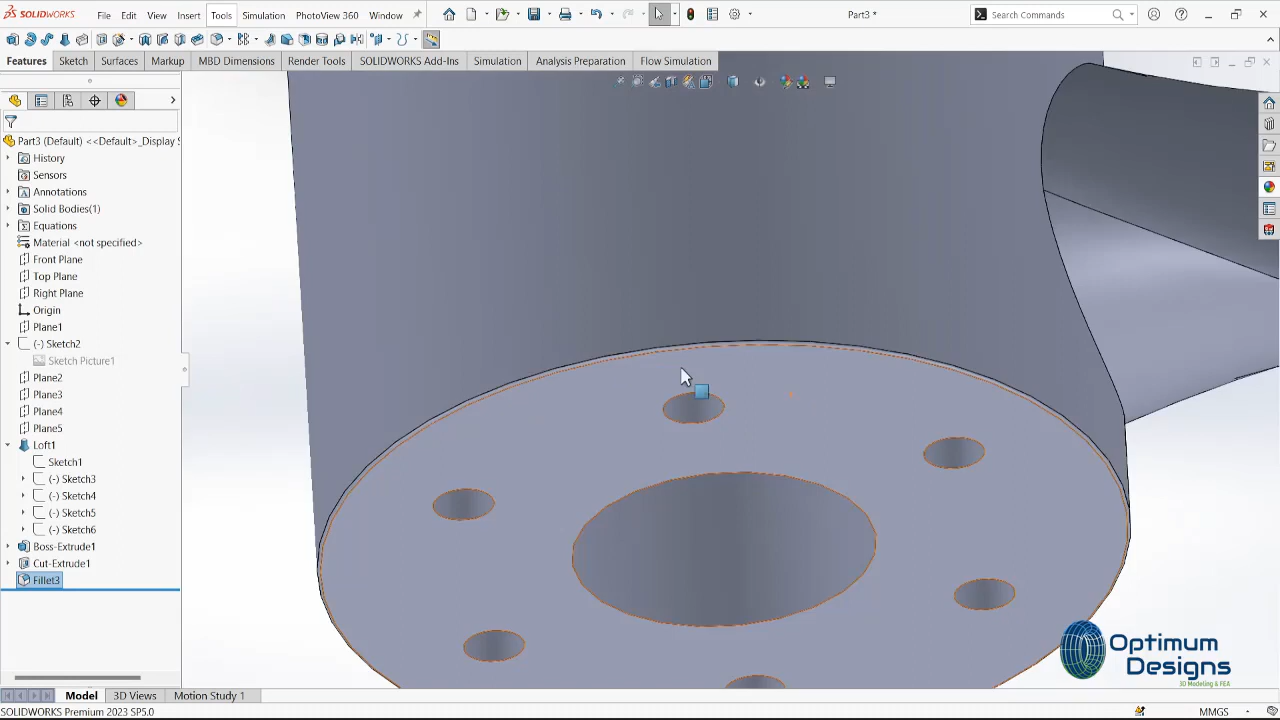 SOLIDWORKS File Edit View Insert Tools Simulation PhotoView 360 Window Part3 * Search Commands
Features Sketch Surfaces Markup MBD Dimensions Render Tools SOLIDWORKS Add-Ins Simulation Analysis Preparation Flow Simulation
Part3 (Default) <<Default>_Display S
History
Sensors
Annotations
Solid Bodies(1)
Equations
Material <not specified>
Front Plane
Top Plane
Right Plane
Origin
Plane1
(-) Sketch2
Sketch Picture1
Plane2
Plane3
Plane4
Plane5
Loft1
Sketch1
(-) Sketch3
(-) Sketch4
(-) Sketch5
(-) Sketch6
Boss-Extrude1
Cut-Extrude1
Fillet3
Optimum
Designs
3D Modeling & FEA
Model 3D Views Motion Study 1
SOLIDWORKS Premium 2023 SP5.0 MMGS